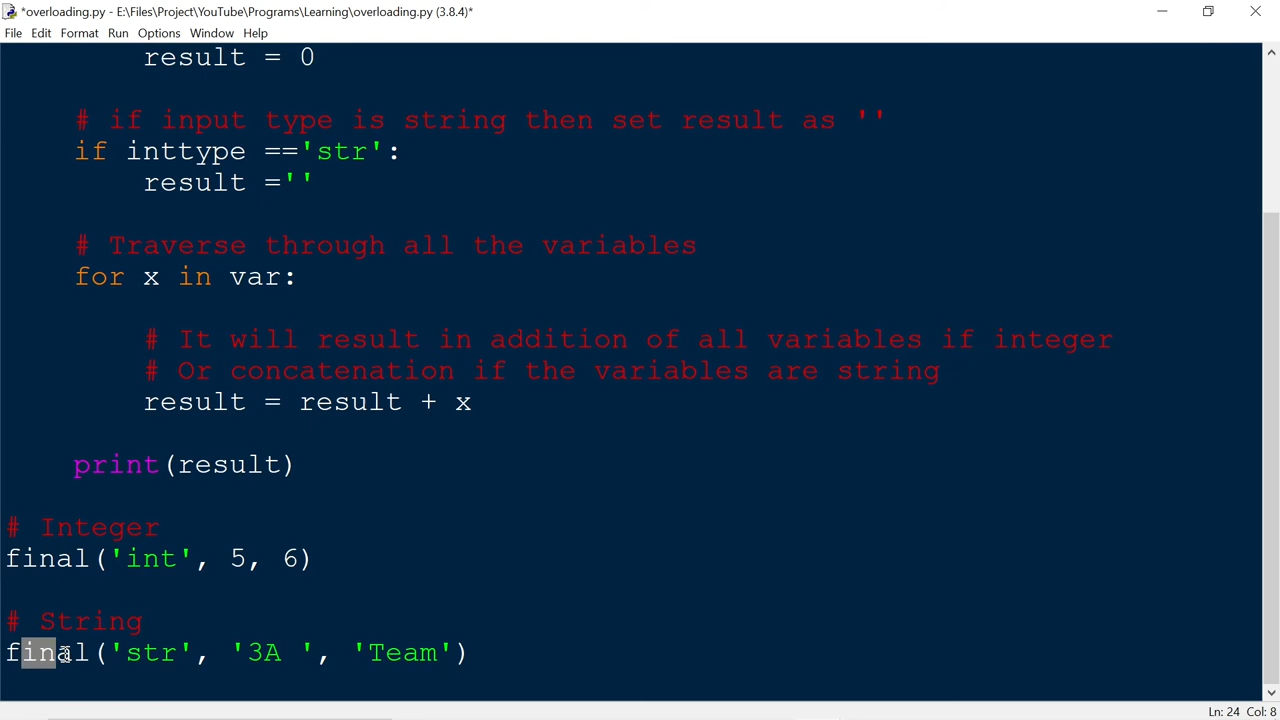 *overloading.py - E:\Files\Project\YouTube\Programs\Learning\overloading.py (3.8.4)*
File Edit Format Run Options Window Help
result = 0
# if input type is string then set result as ''
if inttype =='str':
result =''
# Traverse through all the variables
for x in var:
# It will result in addition of all variables if integer
# Or concatenation if the variables are string
result = result + x
print(result)
# Integer
final('int', 5, 6)
# String
final('str', '3A ', 'Team')
Ln: 24 Col: 8